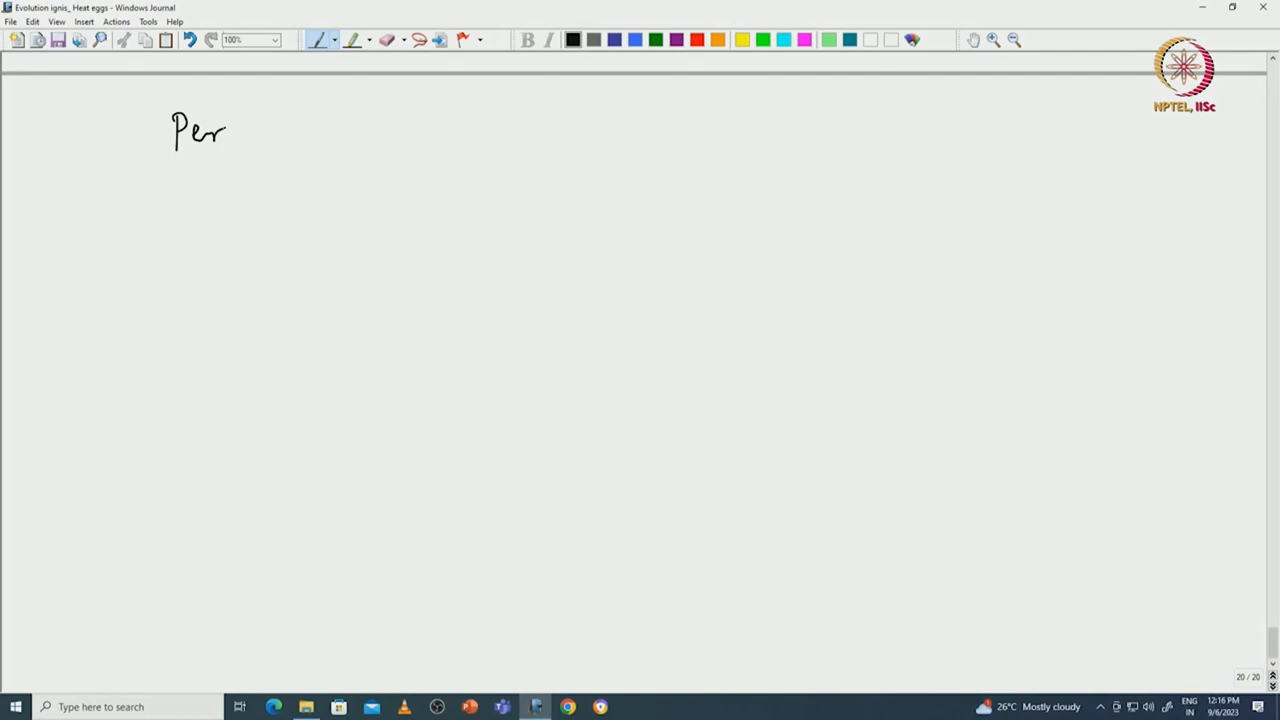 Evolution ignis_ Heat eggs - Windows Journal
File Edit View Insert Actions Tools Help
100%
B I
NPTEL, IISc
Per
20 / 20
Type here to search
26°C Mostly cloudy
ENG
IN
12:16 PM
9/6/2023